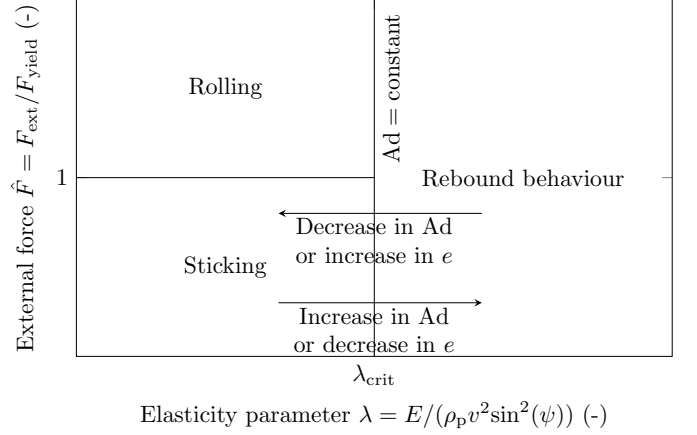 External force F̂ = F_ext/F_yield (-)
Rolling
Ad = constant
1
Rebound behaviour
Decrease in Ad
or increase in e
Sticking
Increase in Ad
or decrease in e
λ_crit
Elasticity parameter λ = E/(ρ_p v² sin²(ψ)) (-)